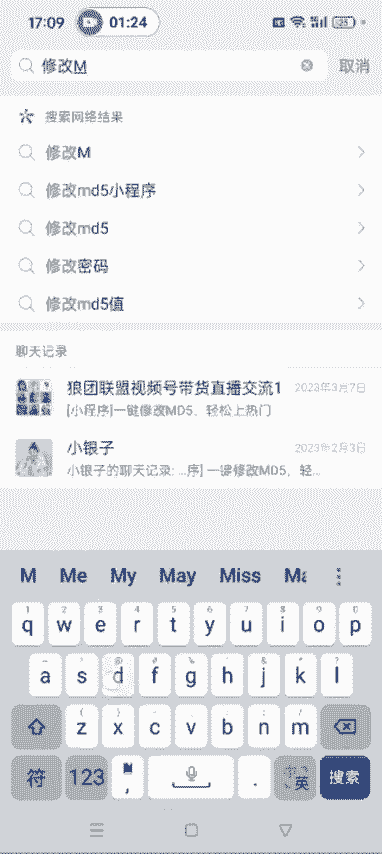 17:09 01:24 25
修改M 取消
搜索网络结果
修改M
修改md5小程序
修改md5
修改密码
修改md5值
聊天记录
狼团联盟视频号带货直播交流1 2023年3月7日
[小程序]一键修改MD5，轻松上热门
小银子 2023年2月3日
小银子的聊天记录: ...序] 一键修改MD5，轻...
M Me My May Miss Ma
1 2 3 4 5 6 7 8 9 0
q w e r t y u i o p
a s d f g h j k l
z x c v b n m
符 123 , . 中/英 搜索